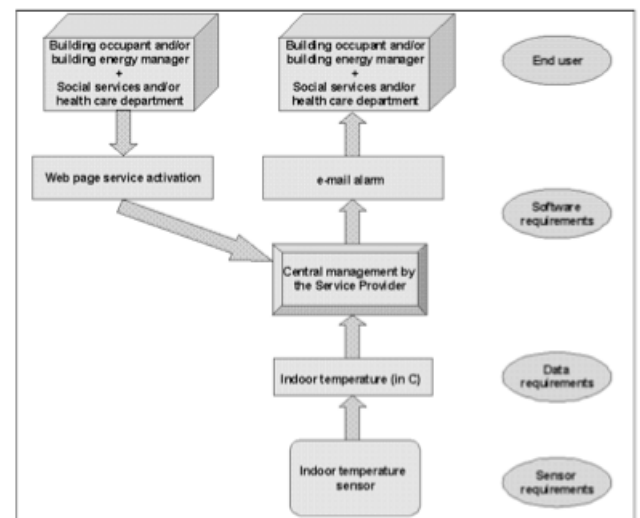 Building occupant and/or
building energy manager
+
Social services and/or
health care department
Building occupant and/or
building energy manager
+
Social services and/or
health care department
End user
Web page service activation
e-mail alarm
Software
requirements
Central management by
the Service Provider
Indoor temperature (in C)
Data
requirements
Indoor temperature
sensor
Sensor
requirements